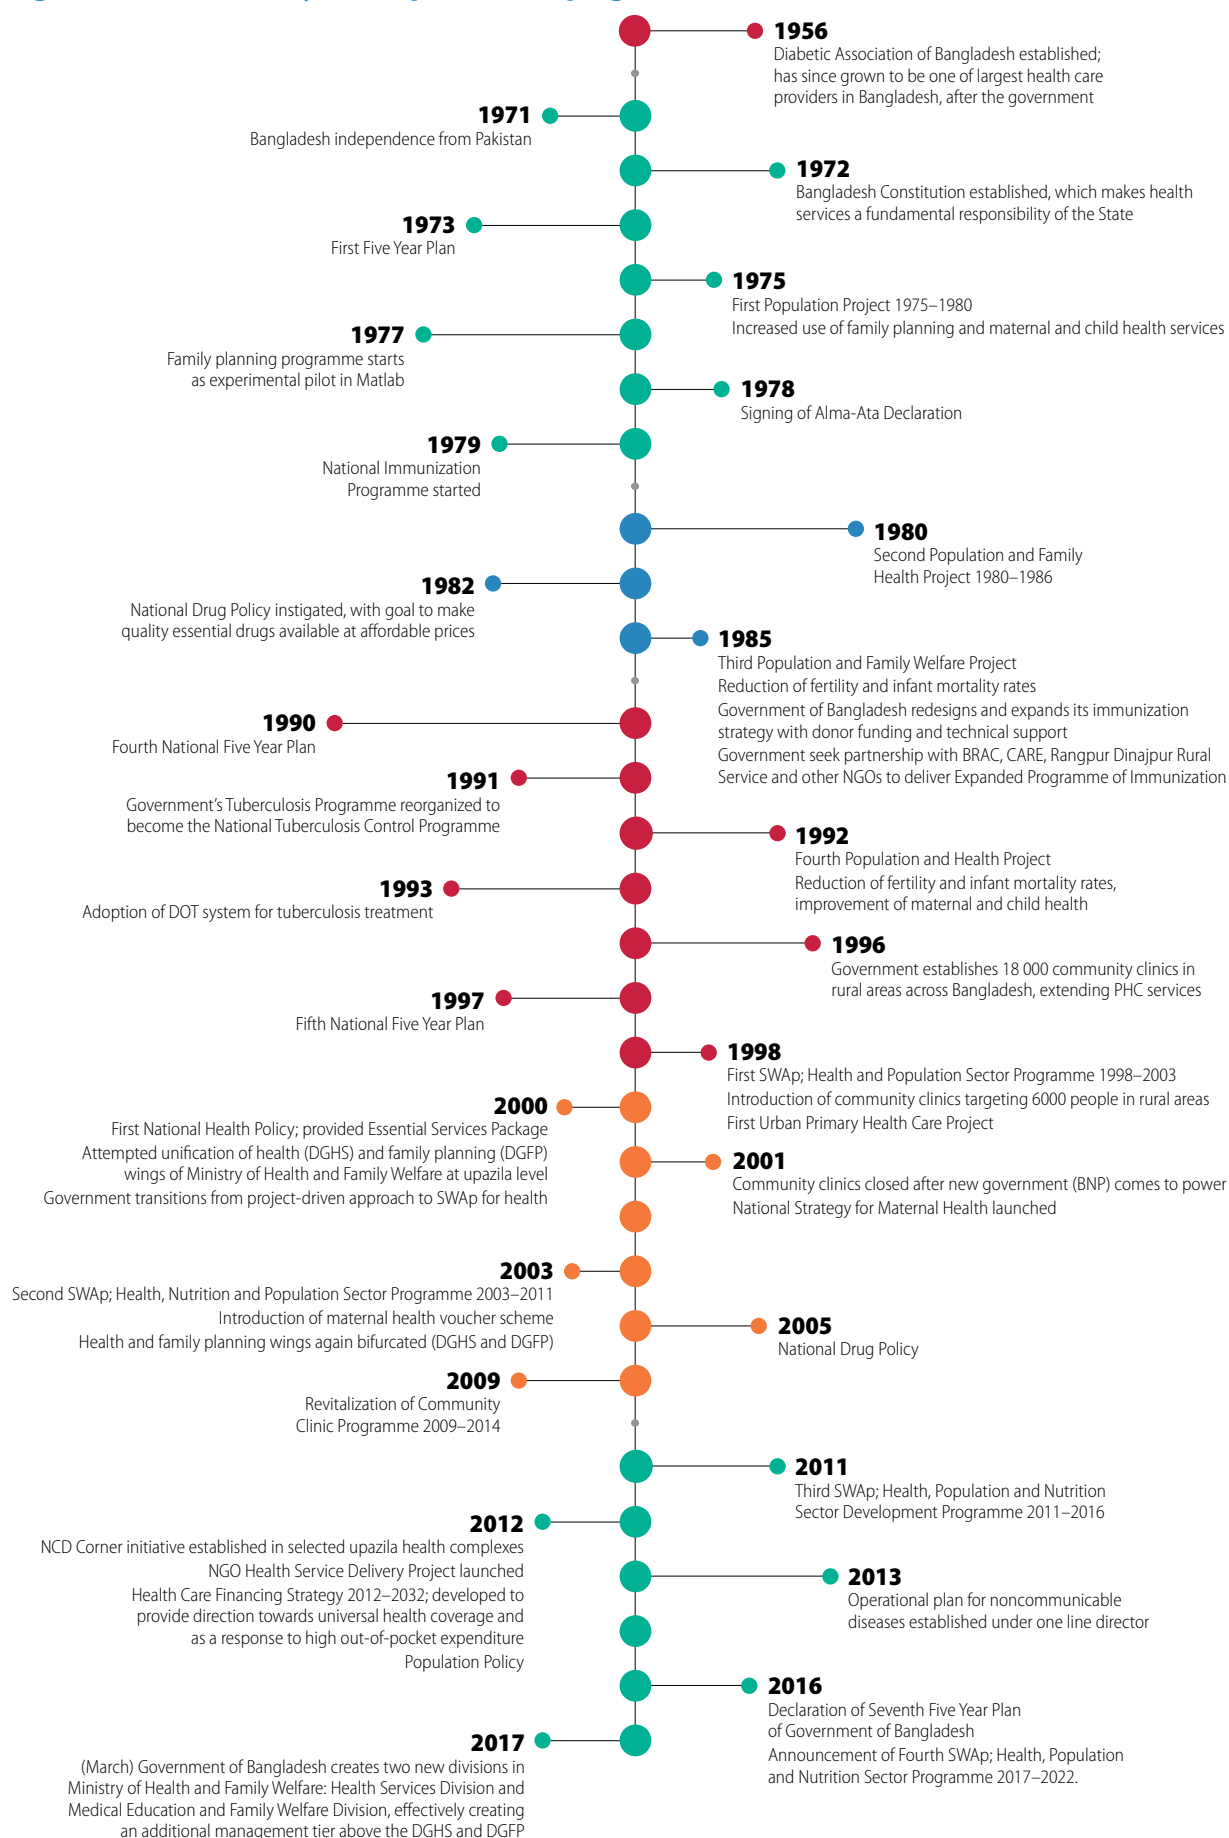 1956
Diabetic Association of Bangladesh established;
has since grown to be one of largest health care
providers in Bangladesh, after the government
1971
Bangladesh independence from Pakistan
1972
Bangladesh Constitution established, which makes health
services a fundamental responsibility of the State
1973
First Five Year Plan
1975
First Population Project 1975–1980
Increased use of family planning and maternal and child health services
1977
Family planning programme starts
as experimental pilot in Matlab
1978
Signing of Alma-Ata Declaration
1979
National Immunization
Programme started
1980
Second Population and Family
Health Project 1980–1986
1982
National Drug Policy instigated, with goal to make
quality essential drugs available at affordable prices
1985
Third Population and Family Welfare Project
Reduction of fertility and infant mortality rates
Government of Bangladesh redesigns and expands its immunization
strategy with donor funding and technical support
Government seek partnership with BRAC, CARE, Rangpur Dinajpur Rural
Service and other NGOs to deliver Expanded Programme of Immunization
1990
Fourth National Five Year Plan
1991
Government's Tuberculosis Programme reorganized to
become the National Tuberculosis Control Programme
1992
Fourth Population and Health Project
Reduction of fertility and infant mortality rates,
improvement of maternal and child health
1993
Adoption of DOT system for tuberculosis treatment
1996
Government establishes 18 000 community clinics in
rural areas across Bangladesh, extending PHC services
1997
Fifth National Five Year Plan
1998
First SWAp; Health and Population Sector Programme 1998–2003
Introduction of community clinics targeting 6000 people in rural areas
First Urban Primary Health Care Project
2000
First National Health Policy; provided Essential Services Package
Attempted unification of health (DGHS) and family planning (DGFP)
wings of Ministry of Health and Family Welfare at upazila level
Government transitions from project-driven approach to SWAp for health
2001
Community clinics closed after new government (BNP) comes to power
National Strategy for Maternal Health launched
2003
Second SWAp; Health, Nutrition and Population Sector Programme 2003–2011
Introduction of maternal health voucher scheme
Health and family planning wings again bifurcated (DGHS and DGFP)
2005
National Drug Policy
2009
Revitalization of Community
Clinic Programme 2009–2014
2011
Third SWAp; Health, Population and Nutrition
Sector Development Programme 2011–2016
2012
NCD Corner initiative established in selected upazila health complexes
NGO Health Service Delivery Project launched
Health Care Financing Strategy 2012–2032; developed to
provide direction towards universal health coverage and
as a response to high out-of-pocket expenditure
Population Policy
2013
Operational plan for noncommunicable
diseases established under one line director
2016
Declaration of Seventh Five Year Plan
of Government of Bangladesh
Announcement of Fourth SWAp; Health, Population
and Nutrition Sector Programme 2017–2022.
2017
(March) Government of Bangladesh creates two new divisions in
Ministry of Health and Family Welfare: Health Services Division and
Medical Education and Family Welfare Division, effectively creating
an additional management tier above the DGHS and DGFP